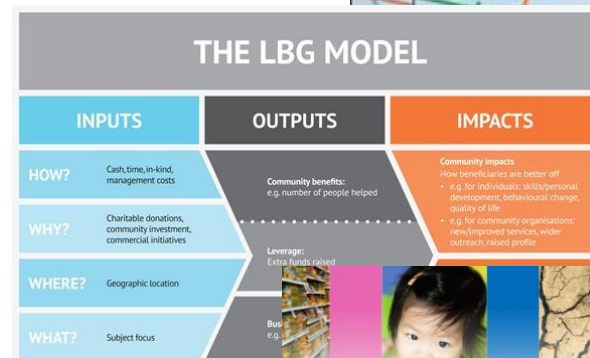 THE LBG MODEL
INPUTS
OUTPUTS
IMPACTS
HOW?
Cash, time, in-kind,
management costs
WHY?
Charitable donations,
community investment,
commercial initiatives
WHERE?
Geographic location
WHAT?
Subject focus
Community benefits:
e.g. number of people helped
Leverage:
Extra funds raised
e.g.
Community impacts
How beneficiaries are better off
• e.g. for individuals: skills/personal
development, behavioural change,
quality of life
• e.g. for community organisations:
new/improved services, wider
outreach, raised profile